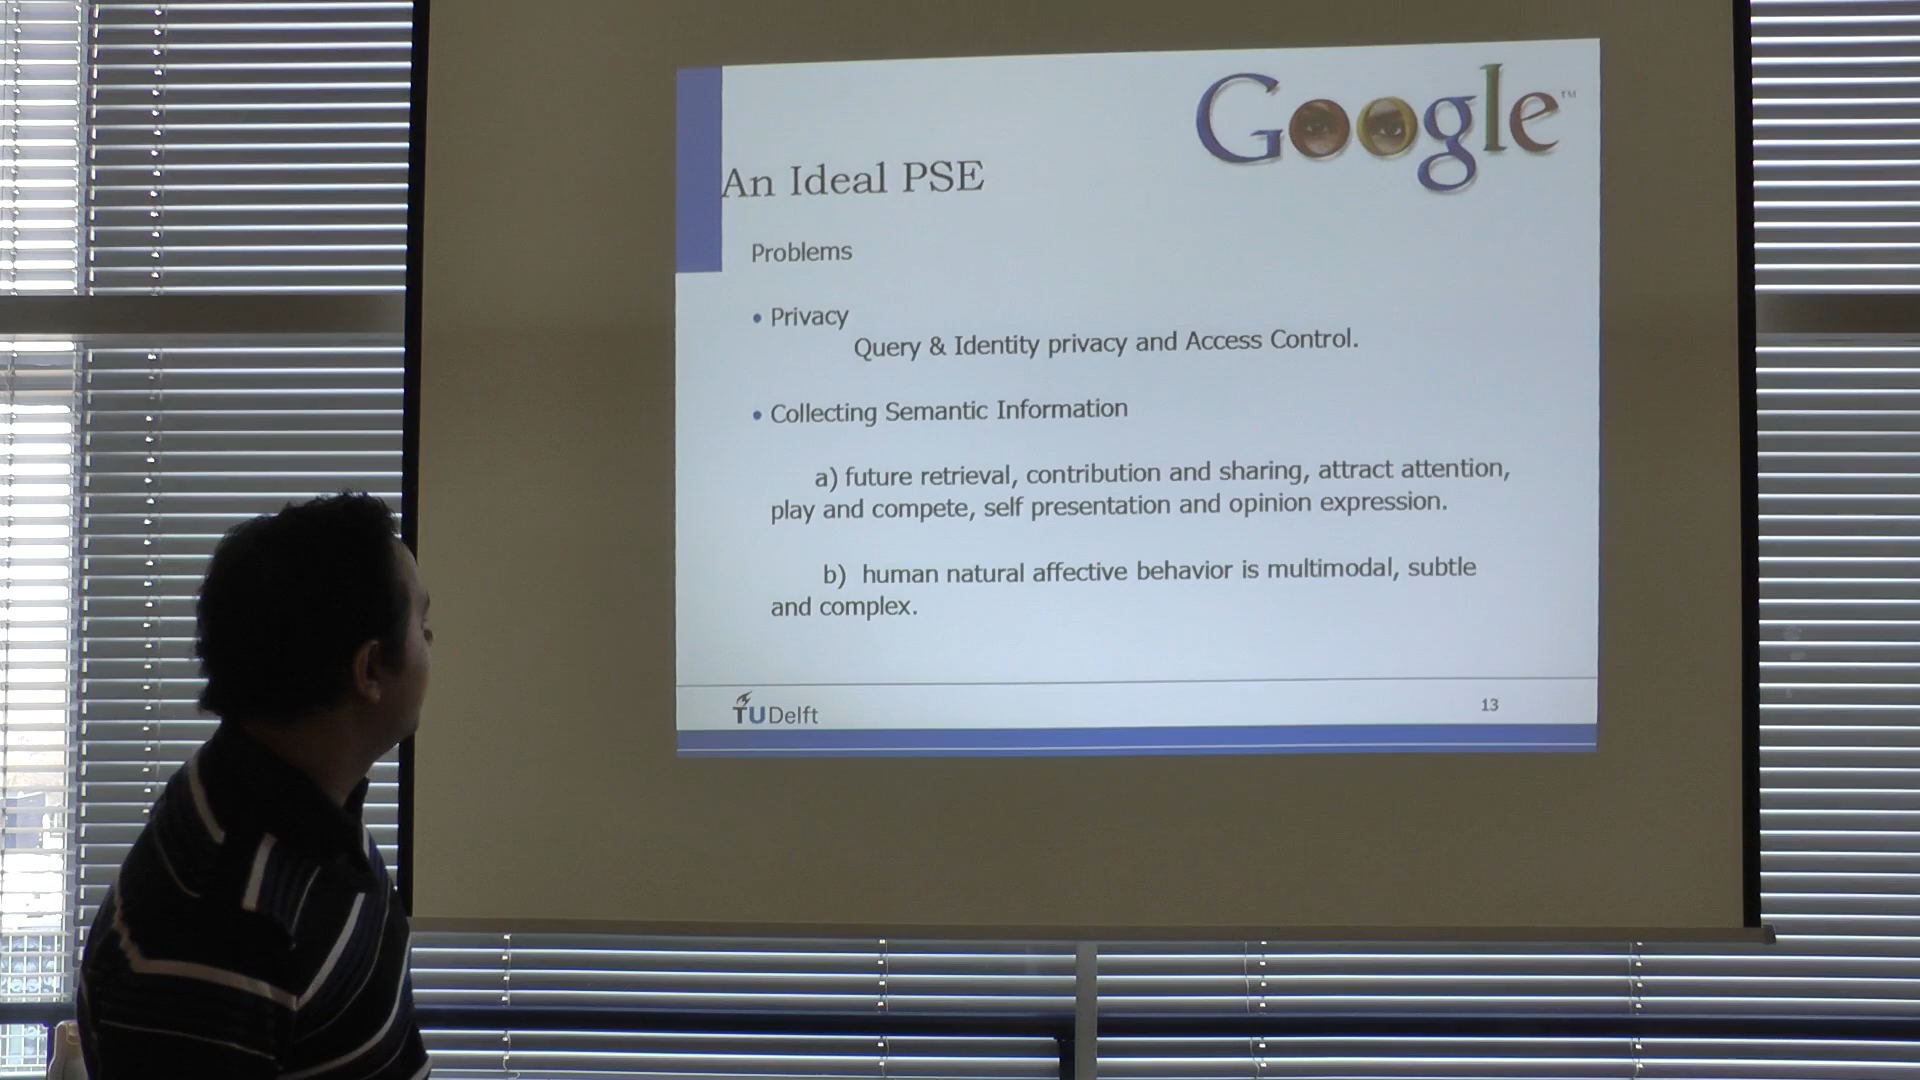 Google™
An Ideal PSE
Problems
• Privacy
Query & Identity privacy and Access Control.
• Collecting Semantic Information
a) future retrieval, contribution and sharing, attract attention,
play and compete, self presentation and opinion expression.
b) human natural affective behavior is multimodal, subtle
and complex.
TUDelft
13